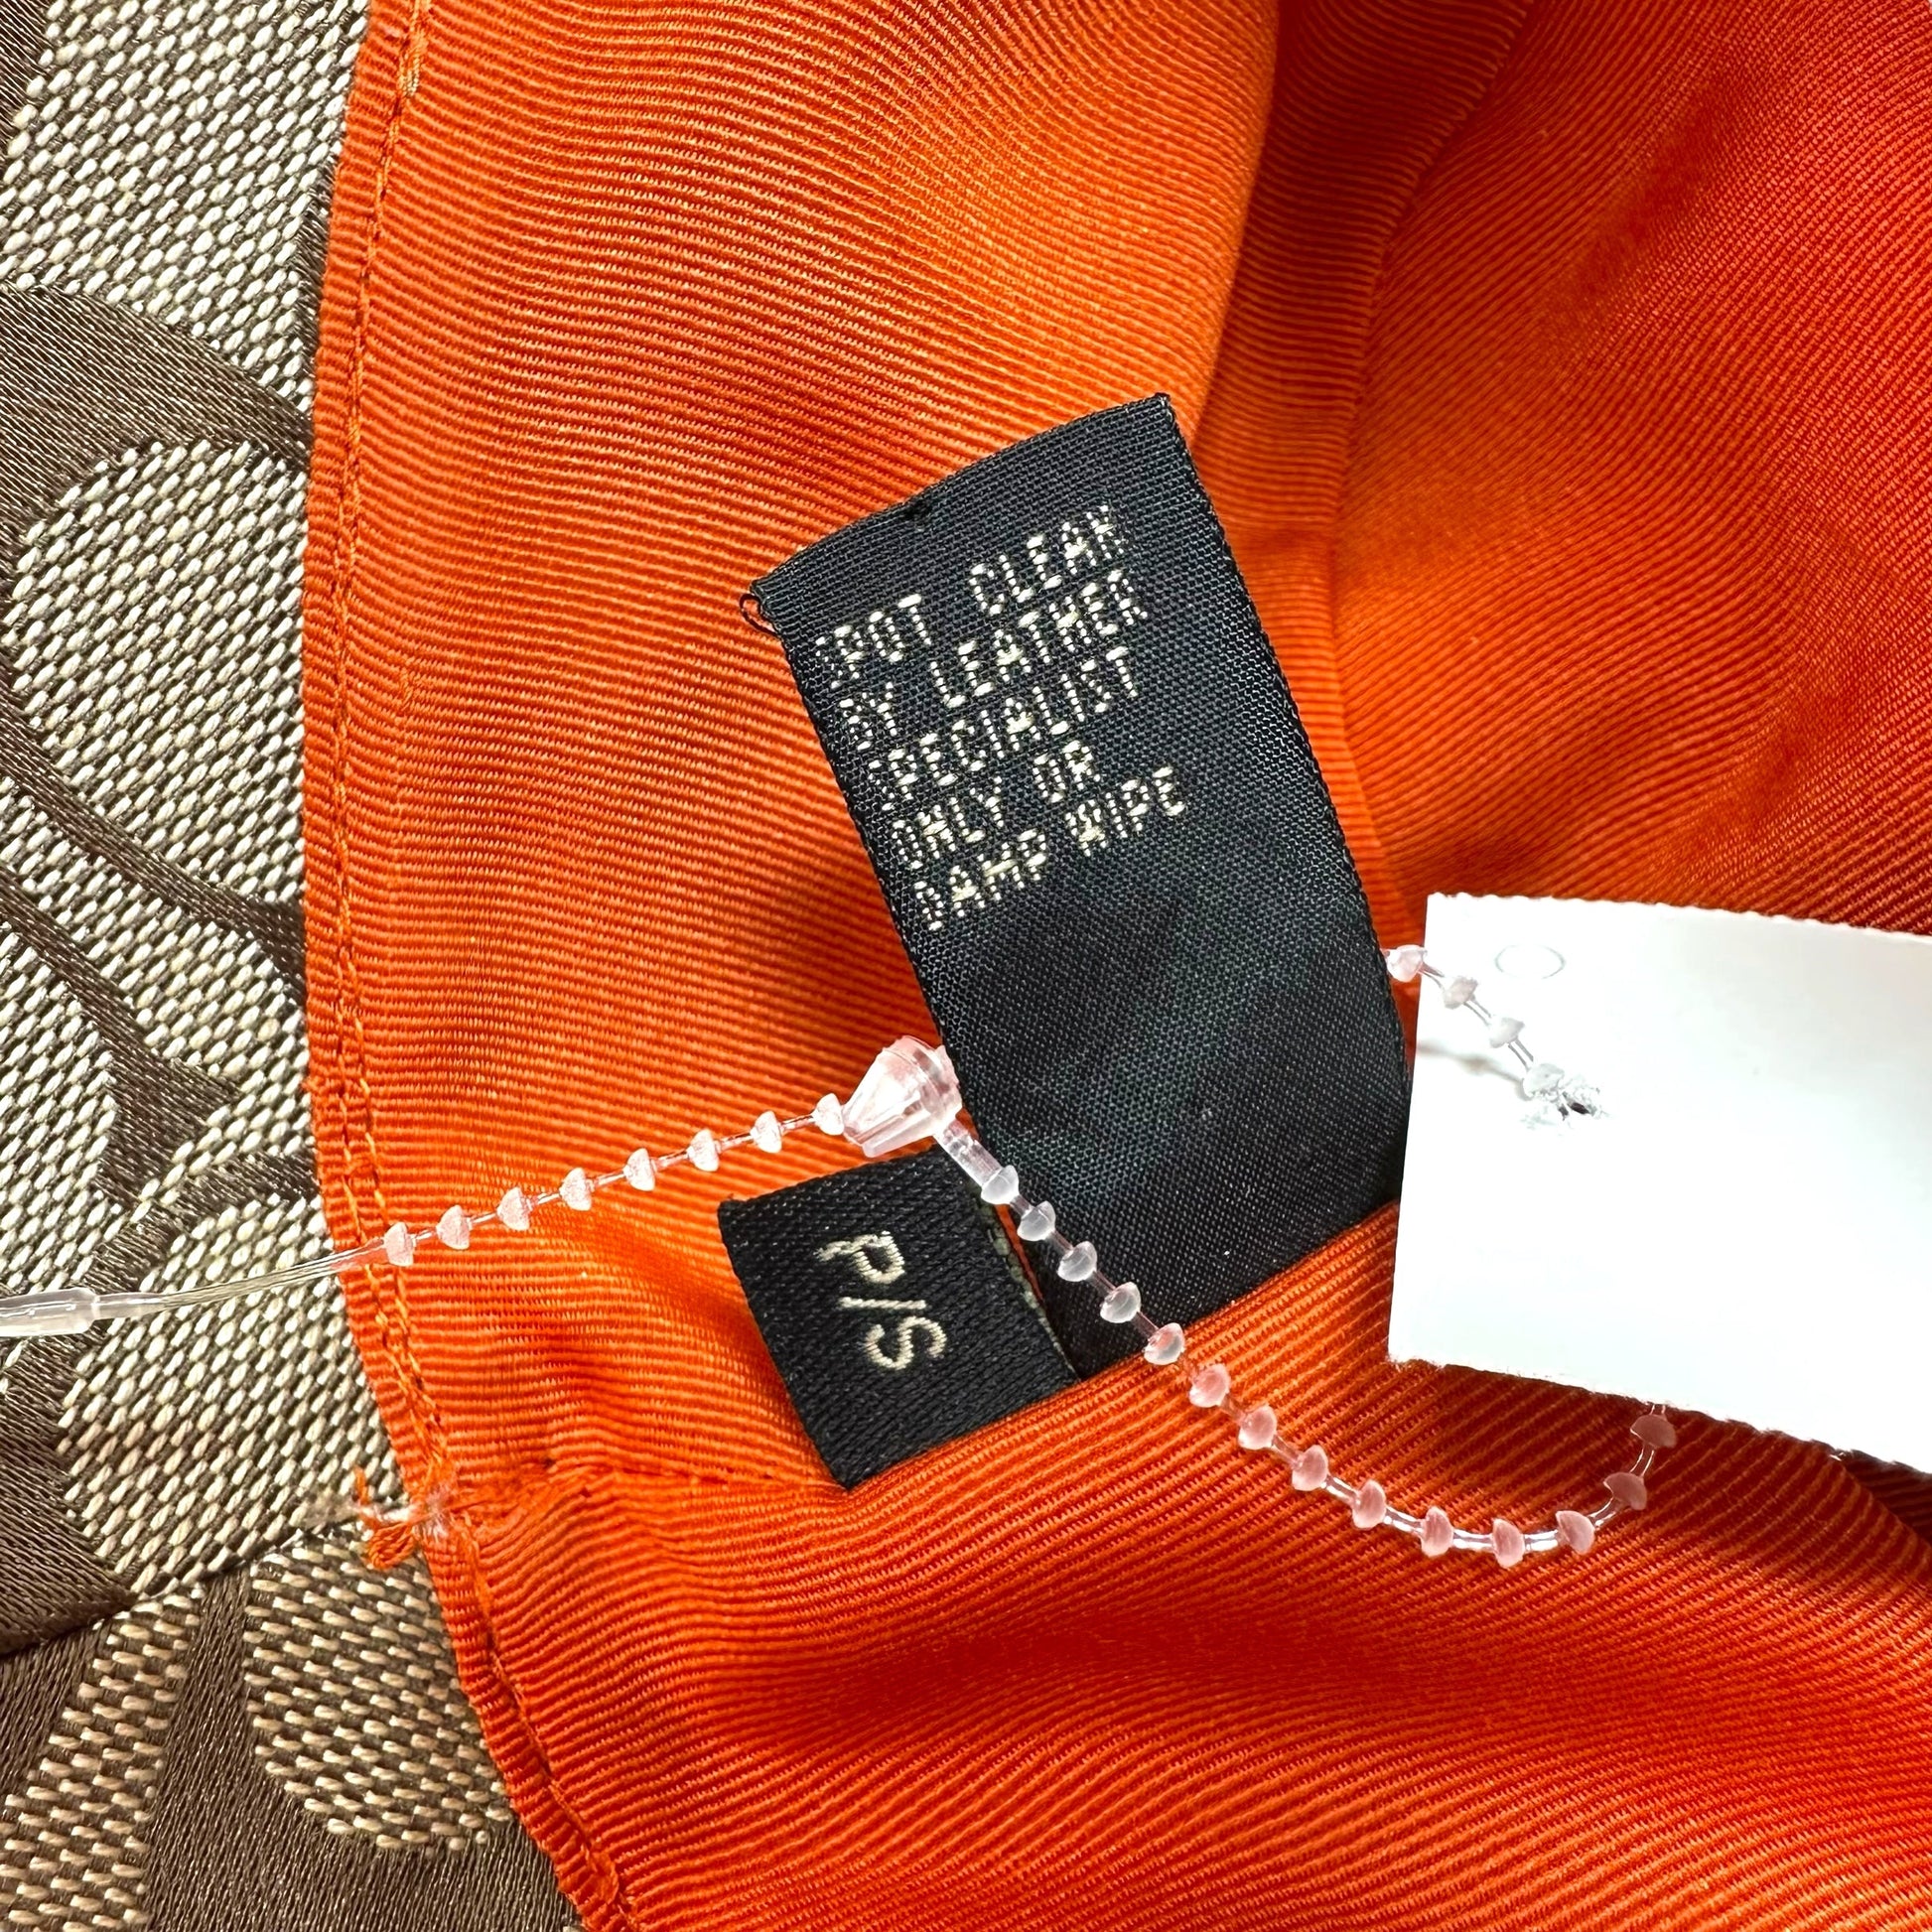 SPOT CLEAN
BY LEATHER
SPECIALIST
ONLY OR
DAMP WIPE
P/S